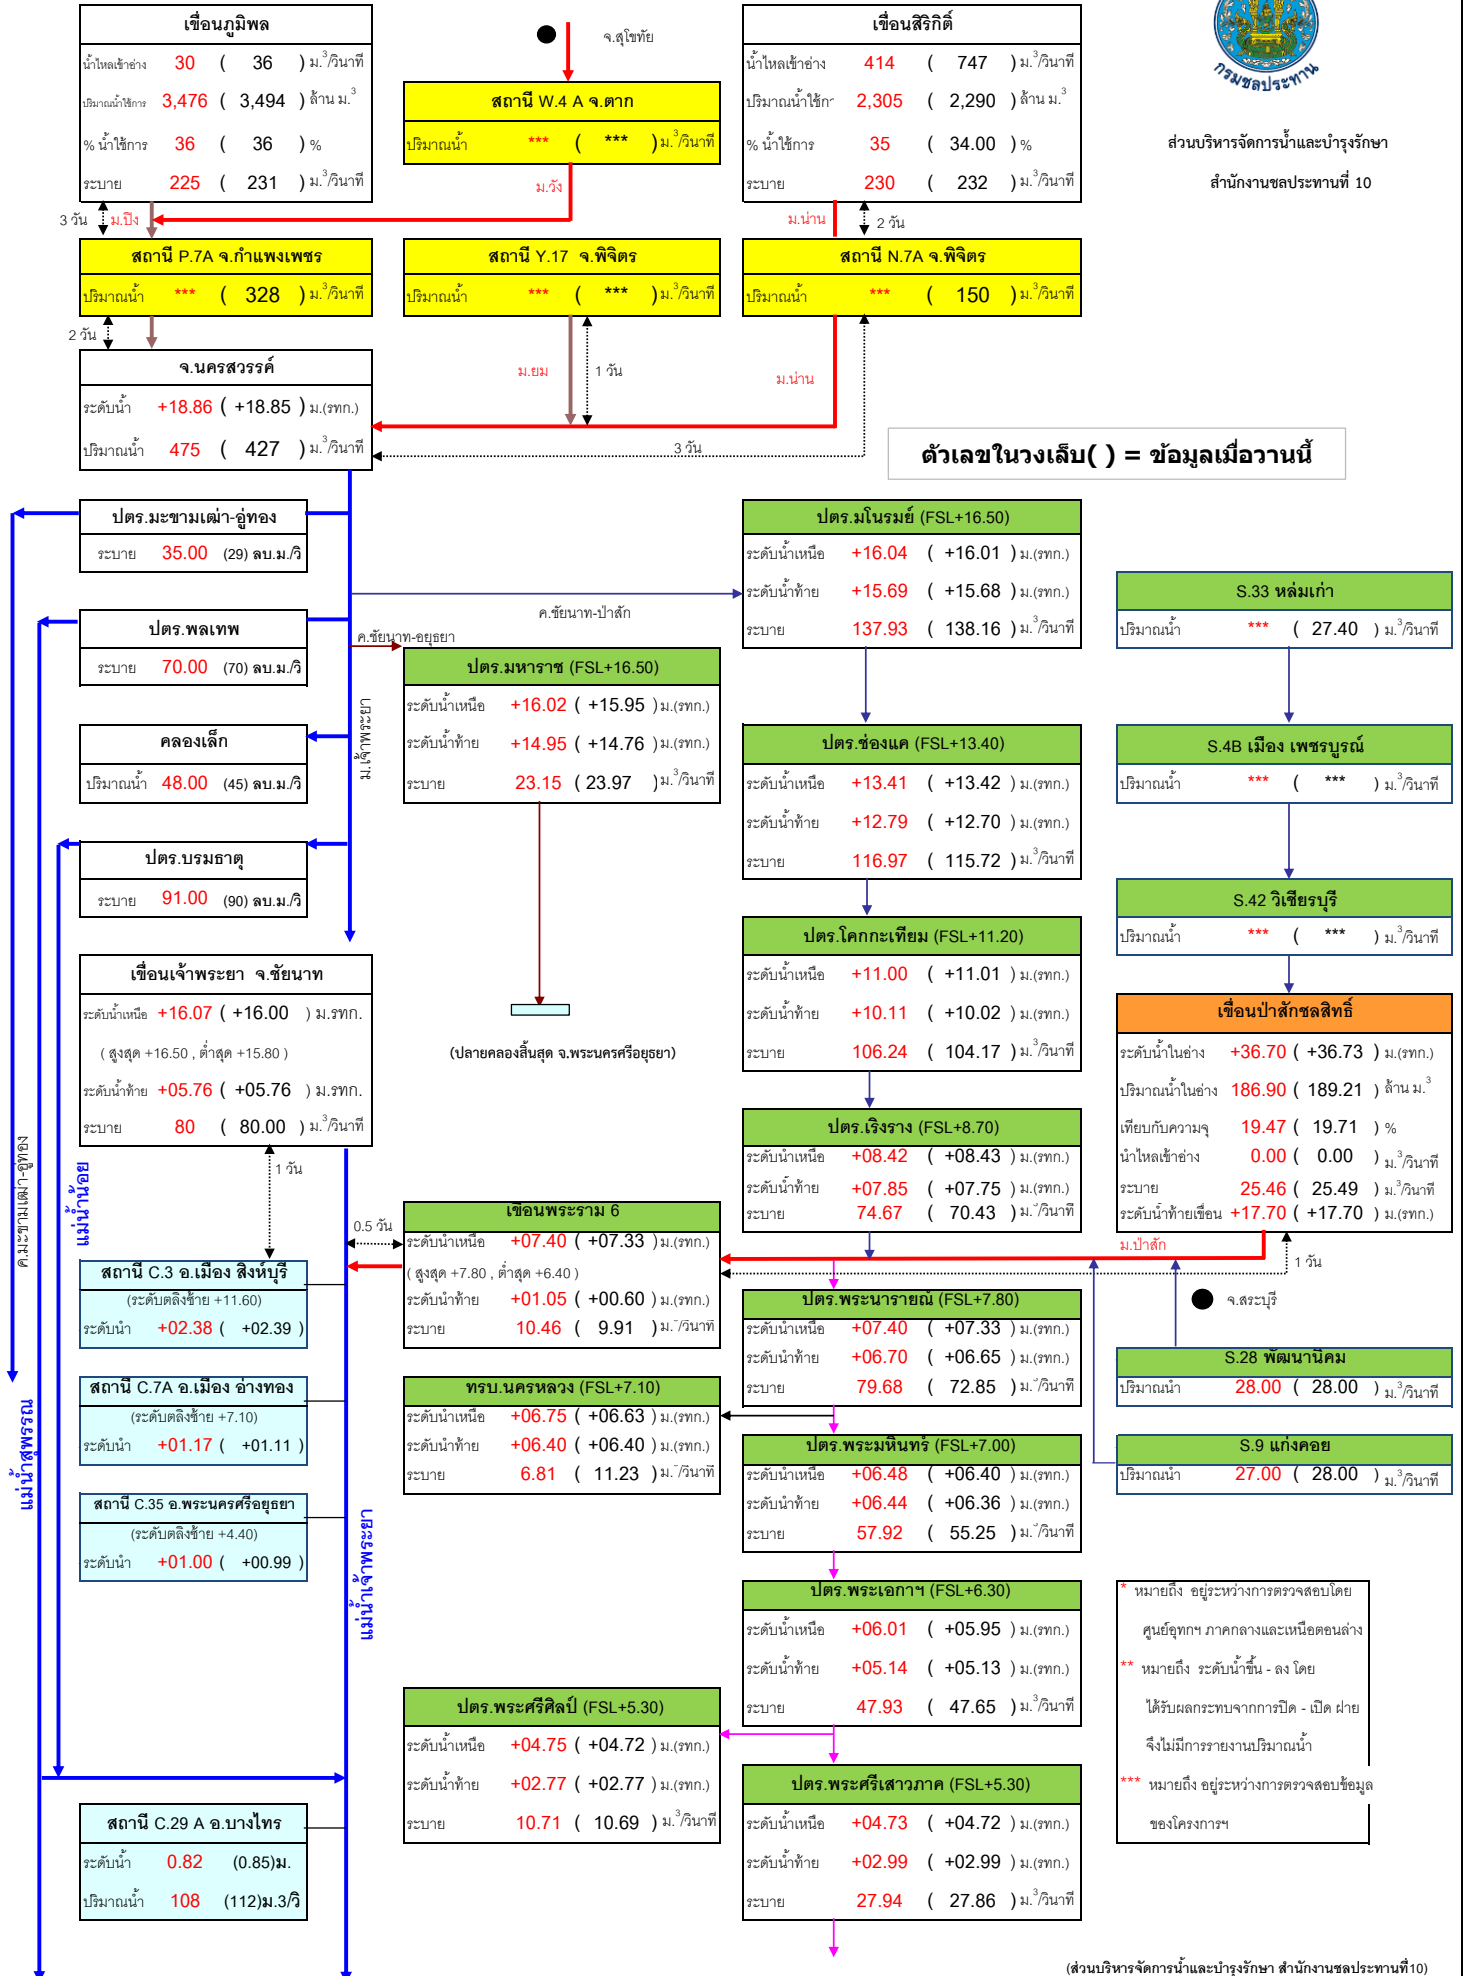 เขื่อนภูมิพล
น้ำไหลเข้าอ่าง 30 ( 36 ) ม.3/วินาที
ปริมาณน้ำใช้การ 3,476 ( 3,494 ) ล้าน ม.3
% น้ำใช้การ 36 ( 36 ) %
ระบาย 225 ( 231 ) ม.3/วินาที
จ.สุโขทัย
สถานี W.4 A จ.ตาก
ปริมาณน้ำ *** ( *** ) ม.3/วินาที
เขื่อนสิริกิติ์
น้ำไหลเข้าอ่าง 414 ( 747 ) ม.3/วินาที
ปริมาณน้ำใช้กา 2,305 ( 2,290 ) ล้าน ม.3
% น้ำใช้การ 35 ( 34.00 ) %
ระบาย 230 ( 232 ) ม.3/วินาที
กรมชลประทาน
ส่วนบริหารจัดการน้ำและบำรุงรักษา
สำนักงานชลประทานที่ 10
3 วัน ม.ปิง
ม.วัง
ม.น่าน
2 วัน
สถานี P.7A จ.กำแพงเพชร
ปริมาณน้ำ *** ( 328 ) ม.3/วินาที
สถานี Y.17 จ.พิจิตร
ปริมาณน้ำ *** ( *** ) ม.3/วินาที
สถานี N.7A จ.พิจิตร
ปริมาณน้ำ *** ( 150 ) ม.3/วินาที
2 วัน
ม.ยม
1 วัน
ม.น่าน
3 วัน
จ.นครสวรรค์
ระดับน้ำ +18.86 ( +18.85 ) ม.(รทก.)
ปริมาณน้ำ 475 ( 427 ) ม.3/วินาที
ตัวเลขในวงเล็บ( ) = ข้อมูลเมื่อวานนี้
ปตร.มะขามเฒ่า-อู่ทอง
ระบาย 35.00 (29) ลบ.ม./วิ
ปตร.พลเทพ
ระบาย 70.00 (70) ลบ.ม./วิ
คลองเล็ก
ปริมาณน้ำ 48.00 (45) ลบ.ม./วิ
ปตร.บรมธาตุ
ระบาย 91.00 (90) ลบ.ม./วิ
ม.เจ้าพระยา
ค.ชัยนาท-ป่าสัก
ค.ชัยนาท-อยุธยา
ปตร.มหาราช (FSL+16.50)
ระดับน้ำเหนือ +16.02 ( +15.95 ) ม.(รทก.)
ระดับน้ำท้าย +14.95 ( +14.76 ) ม.(รทก.)
ระบาย 23.15 ( 23.97 ) ม.3/วินาที
(ปลายคลองสิ้นสุด จ.พระนครศรีอยุธยา)
ปตร.มโนรมย์ (FSL+16.50)
ระดับน้ำเหนือ +16.04 ( +16.01 ) ม.(รทก.)
ระดับน้ำท้าย +15.69 ( +15.68 ) ม.(รทก.)
ระบาย 137.93 ( 138.16 ) ม.3/วินาที
ปตร.ช่องแค (FSL+13.40)
ระดับน้ำเหนือ +13.41 ( +13.42 ) ม.(รทก.)
ระดับน้ำท้าย +12.79 ( +12.70 ) ม.(รทก.)
ระบาย 116.97 ( 115.72 ) ม.3/วินาที
ปตร.โคกกะเทียม (FSL+11.20)
ระดับน้ำเหนือ +11.00 ( +11.01 ) ม.(รทก.)
ระดับน้ำท้าย +10.11 ( +10.02 ) ม.(รทก.)
ระบาย 106.24 ( 104.17 ) ม.3/วินาที
ปตร.เริงราง (FSL+8.70)
ระดับน้ำเหนือ +08.42 ( +08.43 ) ม.(รทก.)
ระดับน้ำท้าย +07.85 ( +07.75 ) ม.(รทก.)
ระบาย 74.67 ( 70.43 ) ม.3/วินาที
S.33 หล่มเก่า
ปริมาณน้ำ *** ( 27.40 ) ม.3/วินาที
S.4B เมือง เพชรบูรณ์
ปริมาณน้ำ *** ( *** ) ม.3/วินาที
S.42 วิเชียรบุรี
ปริมาณน้ำ *** ( *** ) ม.3/วินาที
เขื่อนป่าสักชลสิทธิ์
ระดับน้ำในอ่าง +36.70 ( +36.73 ) ม.(รทก.)
ปริมาณน้ำในอ่าง 186.90 ( 189.21 ) ล้าน ม.3
เทียบกับความจุ 19.47 ( 19.71 ) %
น้ำไหลเข้าอ่าง 0.00 ( 0.00 ) ม.3/วินาที
ระบาย 25.46 ( 25.49 ) ม.3/วินาที
ระดับน้ำท้ายเขื่อน +17.70 ( +17.70 ) ม.(รทก.)
เขื่อนเจ้าพระยา จ.ชัยนาท
ระดับน้ำเหนือ +16.07 ( +16.00 ) ม.รทก.
( สูงสุด +16.50 , ต่ำสุด +15.80 )
ระดับน้ำท้าย +05.76 ( +05.76 ) ม.รทก.
ระบาย 80 ( 80.00 ) ม.3/วินาที
1 วัน
ค.มะขามเฒ่า-อู่ทอง
แม่น้ำน้อย
0.5 วัน
เขื่อนพระราม 6
ระดับน้ำเหนือ +07.40 ( +07.33 ) ม.(รทก.)
( สูงสุด +7.80 , ต่ำสุด +6.40 )
ระดับน้ำท้าย +01.05 ( +00.60 ) ม.(รทก.)
ระบาย 10.46 ( 9.91 ) ม.3/วินาที
ม.ป่าสัก
1 วัน
จ.สระบุรี
สถานี C.3 อ.เมือง สิงห์บุรี
(ระดับตลิ่งซ้าย +11.60)
ระดับน้ำ +02.38 ( +02.39 )
สถานี C.7A อ.เมือง อ่างทอง
(ระดับตลิ่งซ้าย +7.10)
ระดับน้ำ +01.17 ( +01.11 )
สถานี C.35 อ.พระนครศรีอยุธยา
(ระดับตลิ่งซ้าย +4.40)
ระดับน้ำ +01.00 ( +00.99 )
แม่น้ำสุพรรณ
แม่น้ำเจ้าพระยา
ทรบ.นครหลวง (FSL+7.10)
ระดับน้ำเหนือ +06.75 ( +06.63 ) ม.(รทก.)
ระดับน้ำท้าย +06.40 ( +06.40 ) ม.(รทก.)
ระบาย 6.81 ( 11.23 ) ม.3/วินาที
ปตร.พระนารายณ์ (FSL+7.80)
ระดับน้ำเหนือ +07.40 ( +07.33 ) ม.(รทก.)
ระดับน้ำท้าย +06.70 ( +06.65 ) ม.(รทก.)
ระบาย 79.68 ( 72.85 ) ม.3/วินาที
ปตร.พระมหินทร์ (FSL+7.00)
ระดับน้ำเหนือ +06.48 ( +06.40 ) ม.(รทก.)
ระดับน้ำท้าย +06.44 ( +06.36 ) ม.(รทก.)
ระบาย 57.92 ( 55.25 ) ม.3/วินาที
S.28 พัฒนานิคม
ปริมาณน้ำ 28.00 ( 28.00 ) ม.3/วินาที
S.9 แก่งคอย
ปริมาณน้ำ 27.00 ( 28.00 ) ม.3/วินาที
ปตร.พระเอกาฯ (FSL+6.30)
ระดับน้ำเหนือ +06.01 ( +05.95 ) ม.(รทก.)
ระดับน้ำท้าย +05.14 ( +05.13 ) ม.(รทก.)
ระบาย 47.93 ( 47.65 ) ม.3/วินาที
ปตร.พระศรีศิลป์ (FSL+5.30)
ระดับน้ำเหนือ +04.75 ( +04.72 ) ม.(รทก.)
ระดับน้ำท้าย +02.77 ( +02.77 ) ม.(รทก.)
ระบาย 10.71 ( 10.69 ) ม.3/วินาที
ปตร.พระศรีเสาวภาค (FSL+5.30)
ระดับน้ำเหนือ +04.73 ( +04.72 ) ม.(รทก.)
ระดับน้ำท้าย +02.99 ( +02.99 ) ม.(รทก.)
ระบาย 27.94 ( 27.86 ) ม.3/วินาที
* หมายถึง อยู่ระหว่างการตรวจสอบโดย
ศูนย์อุทกฯ ภาคกลางและเหนือตอนล่าง
** หมายถึง ระดับน้ำขึ้น - ลง โดย
ได้รับผลกระทบจากการปิด - เปิด ฝาย
จึงไม่มีการรายงานปริมาณน้ำ
*** หมายถึง อยู่ระหว่างการตรวจสอบข้อมูล
ของโครงการฯ
สถานี C.29 A อ.บางไทร
ระดับน้ำ 0.82 (0.85)ม.
ปริมาณน้ำ 108 (112)ม.3/วิ
(ส่วนบริหารจัดการน้ำและบำรุงรักษา สำนักงานชลประทานที่10)